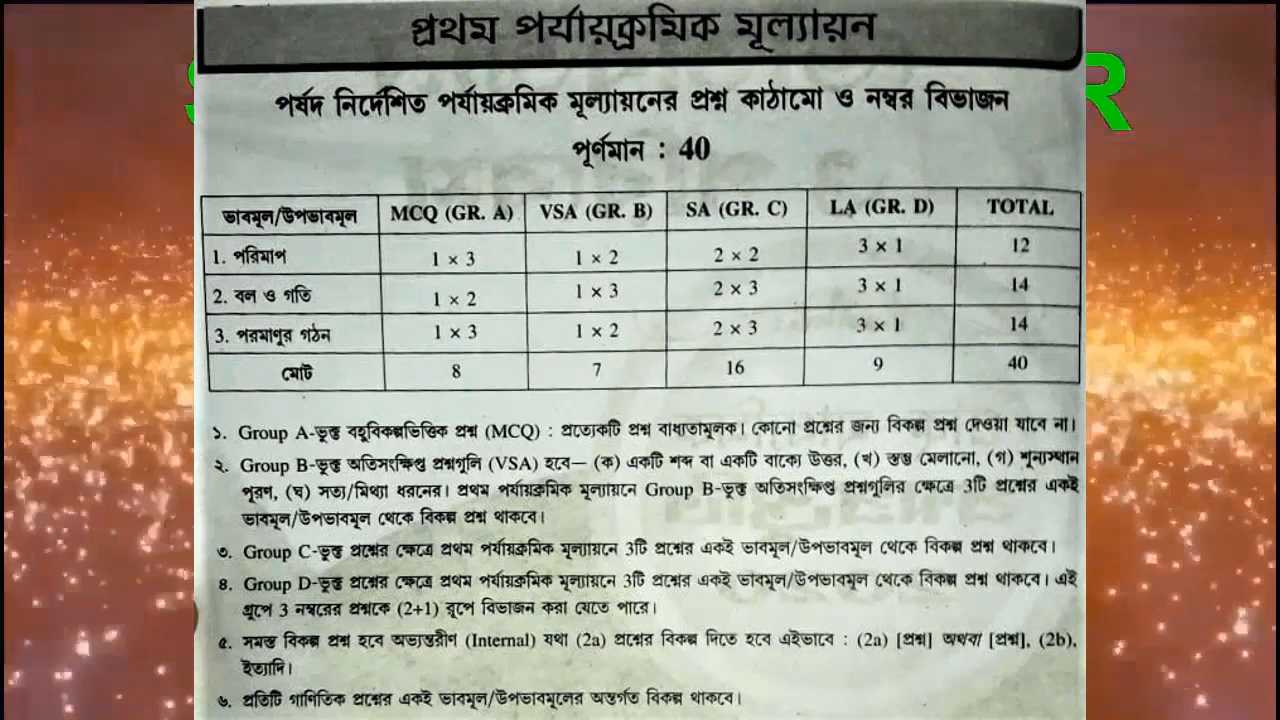 প্রথম পর্যায়ক্রমিক মূল্যায়ন
পর্ষদ নির্দেশিত পর্যায়ক্রমিক মূল্যায়নের প্রশ্ন কাঠামো ও নম্বর বিভাজন
পূর্ণমান : 40
ভাবমূল/উপভাবমূল MCQ (GR. A) VSA (GR. B) SA (GR. C) LA (GR. D) TOTAL
1. পরিমাপ 1 × 3 1 × 2 2 × 2 3 × 1 12
2. বল ও গতি 1 × 2 1 × 3 2 × 3 3 × 1 14
3. পরমাণুর গঠন 1 × 3 1 × 2 2 × 3 3 × 1 14
মোট 8 7 16 9 40
১. Group A-ভুক্ত বহুবিকল্পভিত্তিক প্রশ্ন (MCQ) : প্রত্যেকটি প্রশ্ন বাধ্যতামূলক। কোনো প্রশ্নের জন্য বিকল্প প্রশ্ন দেওয়া যাবে না।
২. Group B-ভুক্ত অতিসংক্ষিপ্ত প্রশ্নগুলি (VSA) হবে— (ক) একটি শব্দ বা একটি বাক্যে উত্তর, (খ) স্তম্ভ মেলানো, (গ) শূন্যস্থান
পূরণ, (ঘ) সত্য/মিথ্যা ধরনের। প্রথম পর্যায়ক্রমিক মূল্যায়নে Group B-ভুক্ত অতিসংক্ষিপ্ত প্রশ্নগুলির ক্ষেত্রে 3টি প্রশ্নের একই
ভাবমূল/উপভাবমূল থেকে বিকল্প প্রশ্ন থাকবে।
৩. Group C-ভুক্ত প্রশ্নের ক্ষেত্রে প্রথম পর্যায়ক্রমিক মূল্যায়নে 3টি প্রশ্নের একই ভাবমূল/উপভাবমূল থেকে বিকল্প প্রশ্ন থাকবে।
৪. Group D-ভুক্ত প্রশ্নের ক্ষেত্রে প্রথম পর্যায়ক্রমিক মূল্যায়নে 3টি প্রশ্নের একই ভাবমূল/উপভাবমূল থেকে বিকল্প প্রশ্ন থাকবে। এই
গ্রুপে 3 নম্বরের প্রশ্নকে (2+1) রূপে বিভাজন করা যেতে পারে।
৫. সমস্ত বিকল্প প্রশ্ন হবে অভ্যন্তরীণ (Internal) যথা (2a) প্রশ্নের বিকল্প দিতে হবে এইভাবে : (2a) [প্রশ্ন] অথবা [প্রশ্ন], (2b),
ইত্যাদি।
৬. প্রতিটি গাণিতিক প্রশ্নের একই ভাবমূল/উপভাবমূলের অন্তর্গত বিকল্প থাকবে।